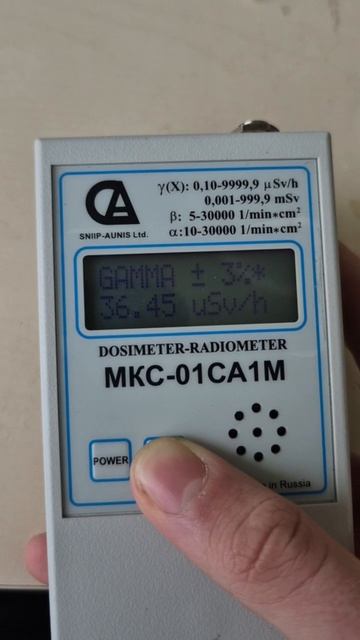 CA
SNIIP-AUNIS Ltd.
γ(X): 0,10-9999,9 µSv/h
0,001-999,9 mSv
β: 5-30000 1/min*cm²
α:10-30000 1/min*cm²
GAMMA ± 3%*
36.45 uSv/h
DOSIMETER-RADIOMETER
МКС-01СА1М
POWER
in Russia